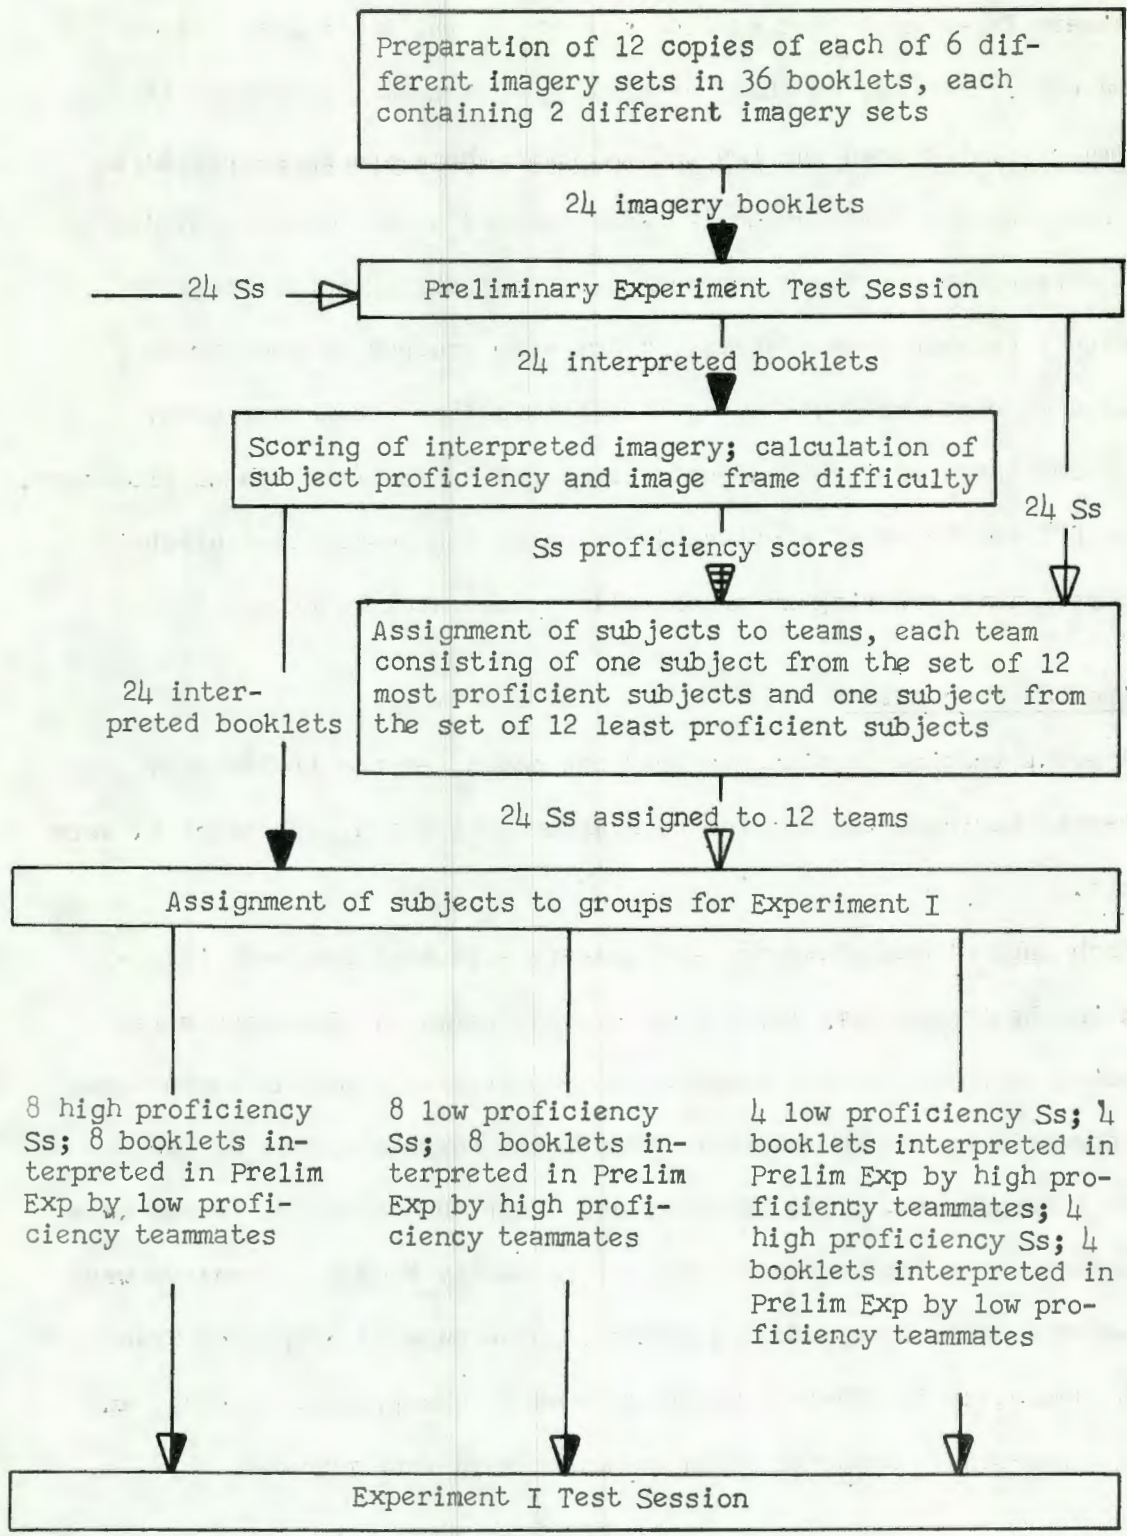 Preparation of 12 copies of each of 6 dif-
ferent imagery sets in 36 booklets, each
containing 2 different imagery sets
24 imagery booklets
24 Ss
Preliminary Experiment Test Session
24 interpreted booklets
Scoring of interpreted imagery; calculation of
subject proficiency and image frame difficulty
24 Ss
Ss proficiency scores
Assignment of subjects to teams, each team
consisting of one subject from the set of 12
most proficient subjects and one subject from
the set of 12 least proficient subjects
24 inter-
preted booklets
24 Ss assigned to 12 teams
Assignment of subjects to groups for Experiment I
8 high proficiency
Ss; 8 booklets in-
terpreted in Prelim
Exp by low profi-
ciency teammates
8 low proficiency
Ss; 8 booklets in-
terpreted in Prelim
Exp by high profi-
ciency teammates
4 low proficiency Ss; 4
booklets interpreted in
Prelim Exp by high pro-
ficiency teammates; 4
high proficiency Ss; 4
booklets interpreted in
Prelim Exp by low pro-
ficiency teammates
Experiment I Test Session